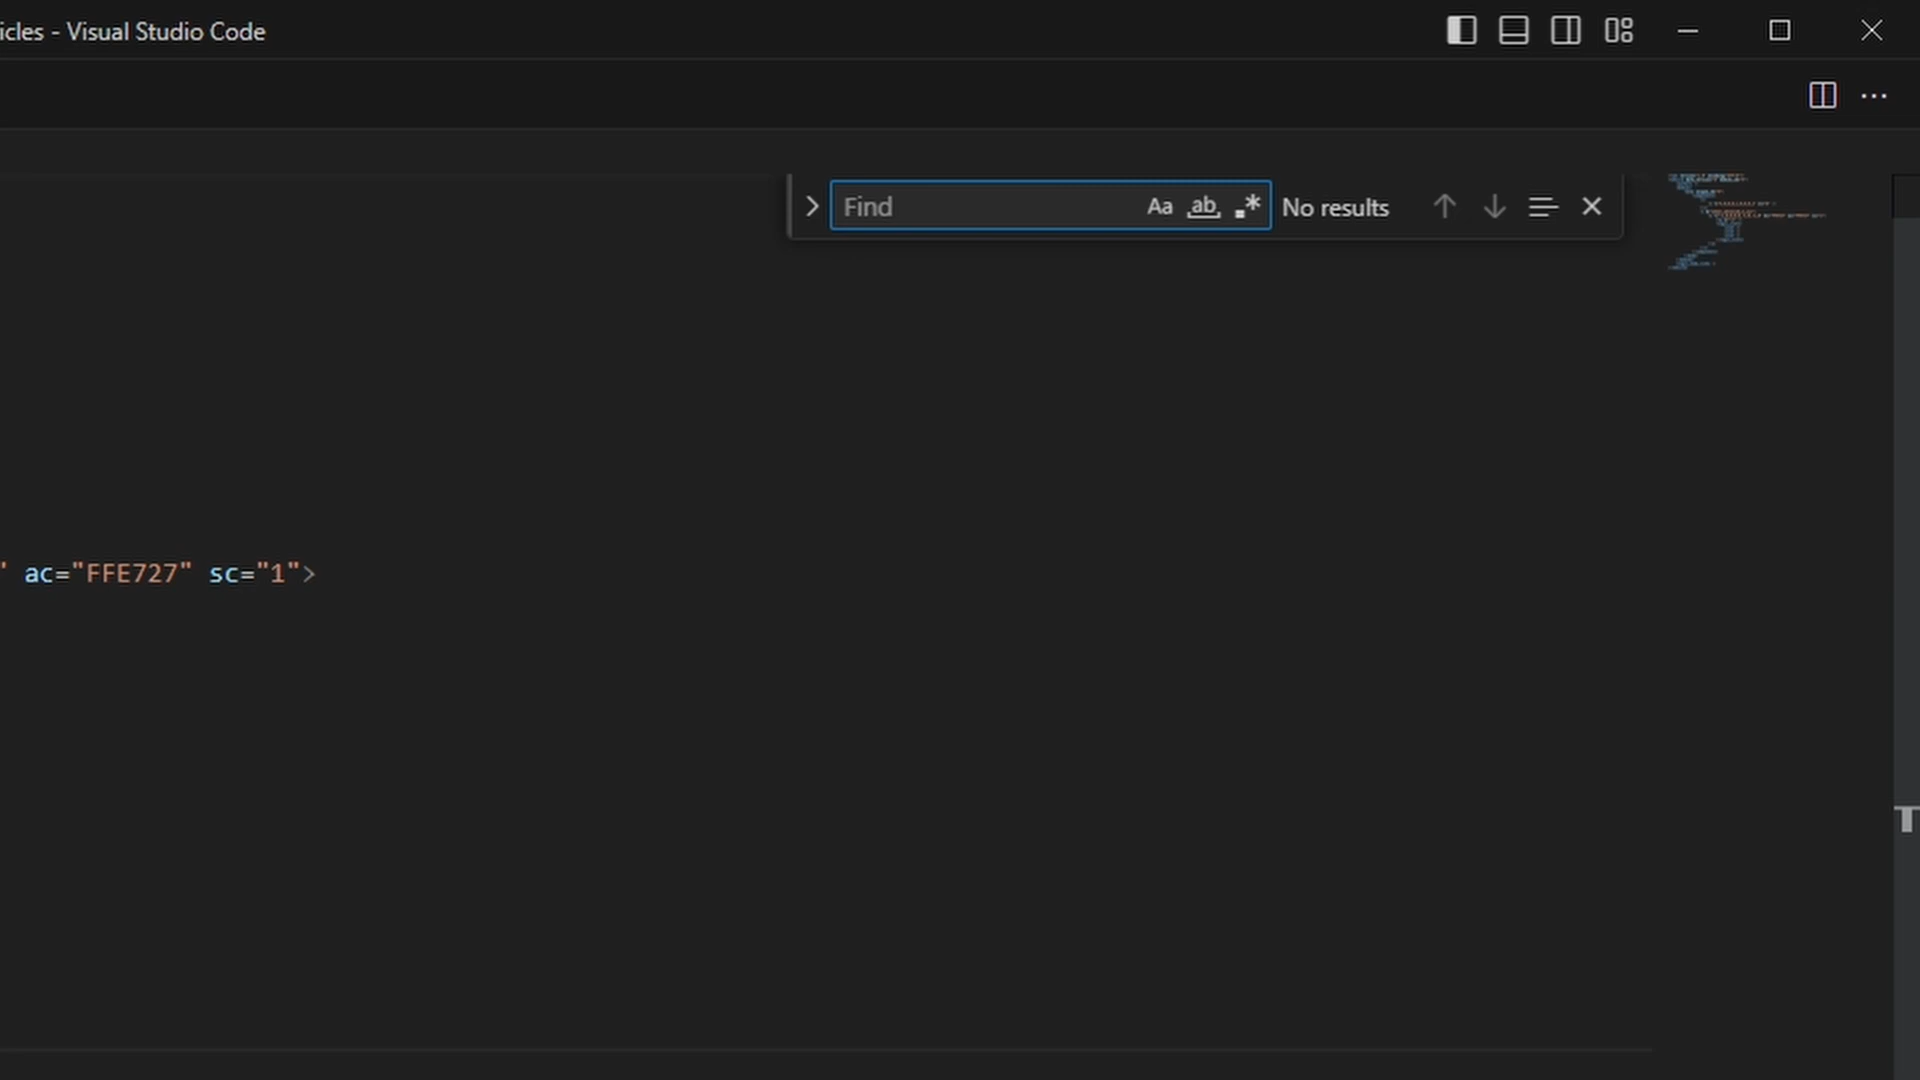 icles - Visual Studio Code
Find Aa ab .* No results
" ac="FFE727" sc="1">